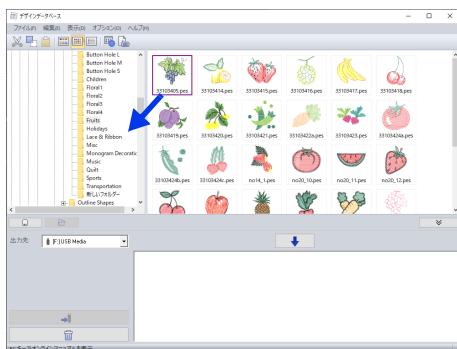 デザインデータベース
ファイル(F) 編集(E) 表示(D) オプション(O) ヘルプ(H)
Button Hole L
Button Hole M
Button Hole S
Children
Floral1
Floral2
Floral3
Floral4
Fruits
Holidays
Lace & Ribbon
Misc
Monogram Decoratic
Music
Quilt
Sports
Transportation
新しいフォルダー
Outline Shapes
33103405.pes 33103414.pes 33103415.pes 33103416.pes 33103417.pes 33103418.pes
33103419.pes 33103420.pes 33103421.pes 33103422a.pes 33103423.pes 33103424a.pes
33103424b.pes 33103424c.pes no14_1.pes no20_10.pes no20_11.pes no20_12.pes
出力先: [F:]USB Media